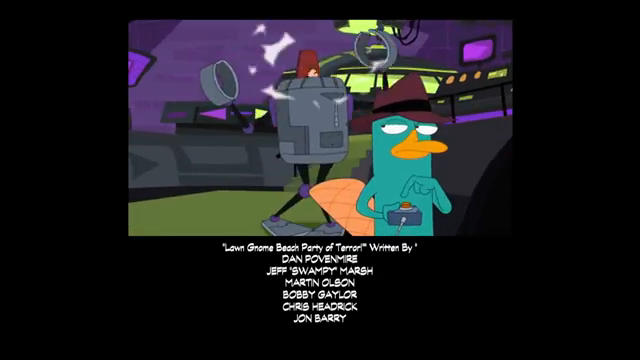 "Lawn Gnome Beach Party of Terror!" Written By "
DAN POVENMIRE
JEFF "SWAMPY" MARSH
MARTIN OLSON
BOBBY GAYLOR
CHRIS HEADRICK
JON BARRY